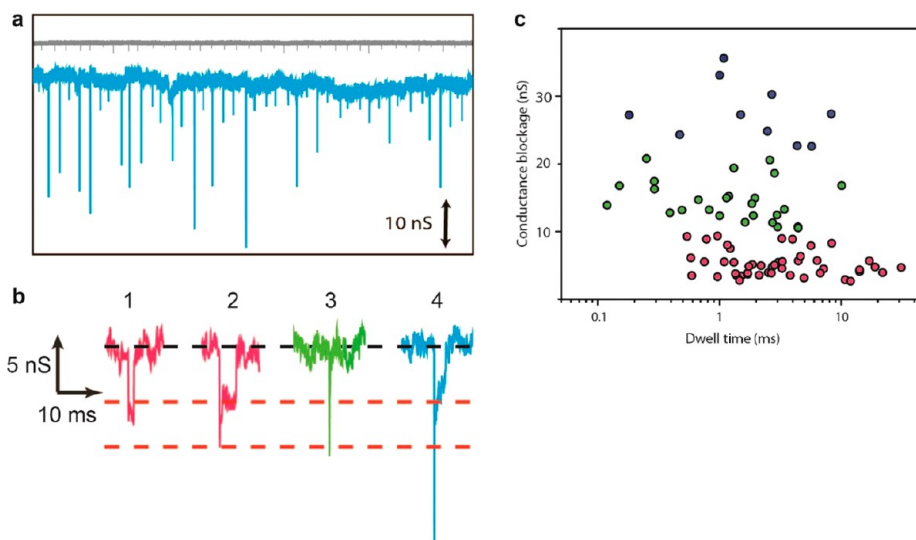 a
10 nS
b
1 2 3 4
5 nS
10 ms
c
Conductance blockage (nS)
30
20
10
0.1 1 10
Dwell time (ms)